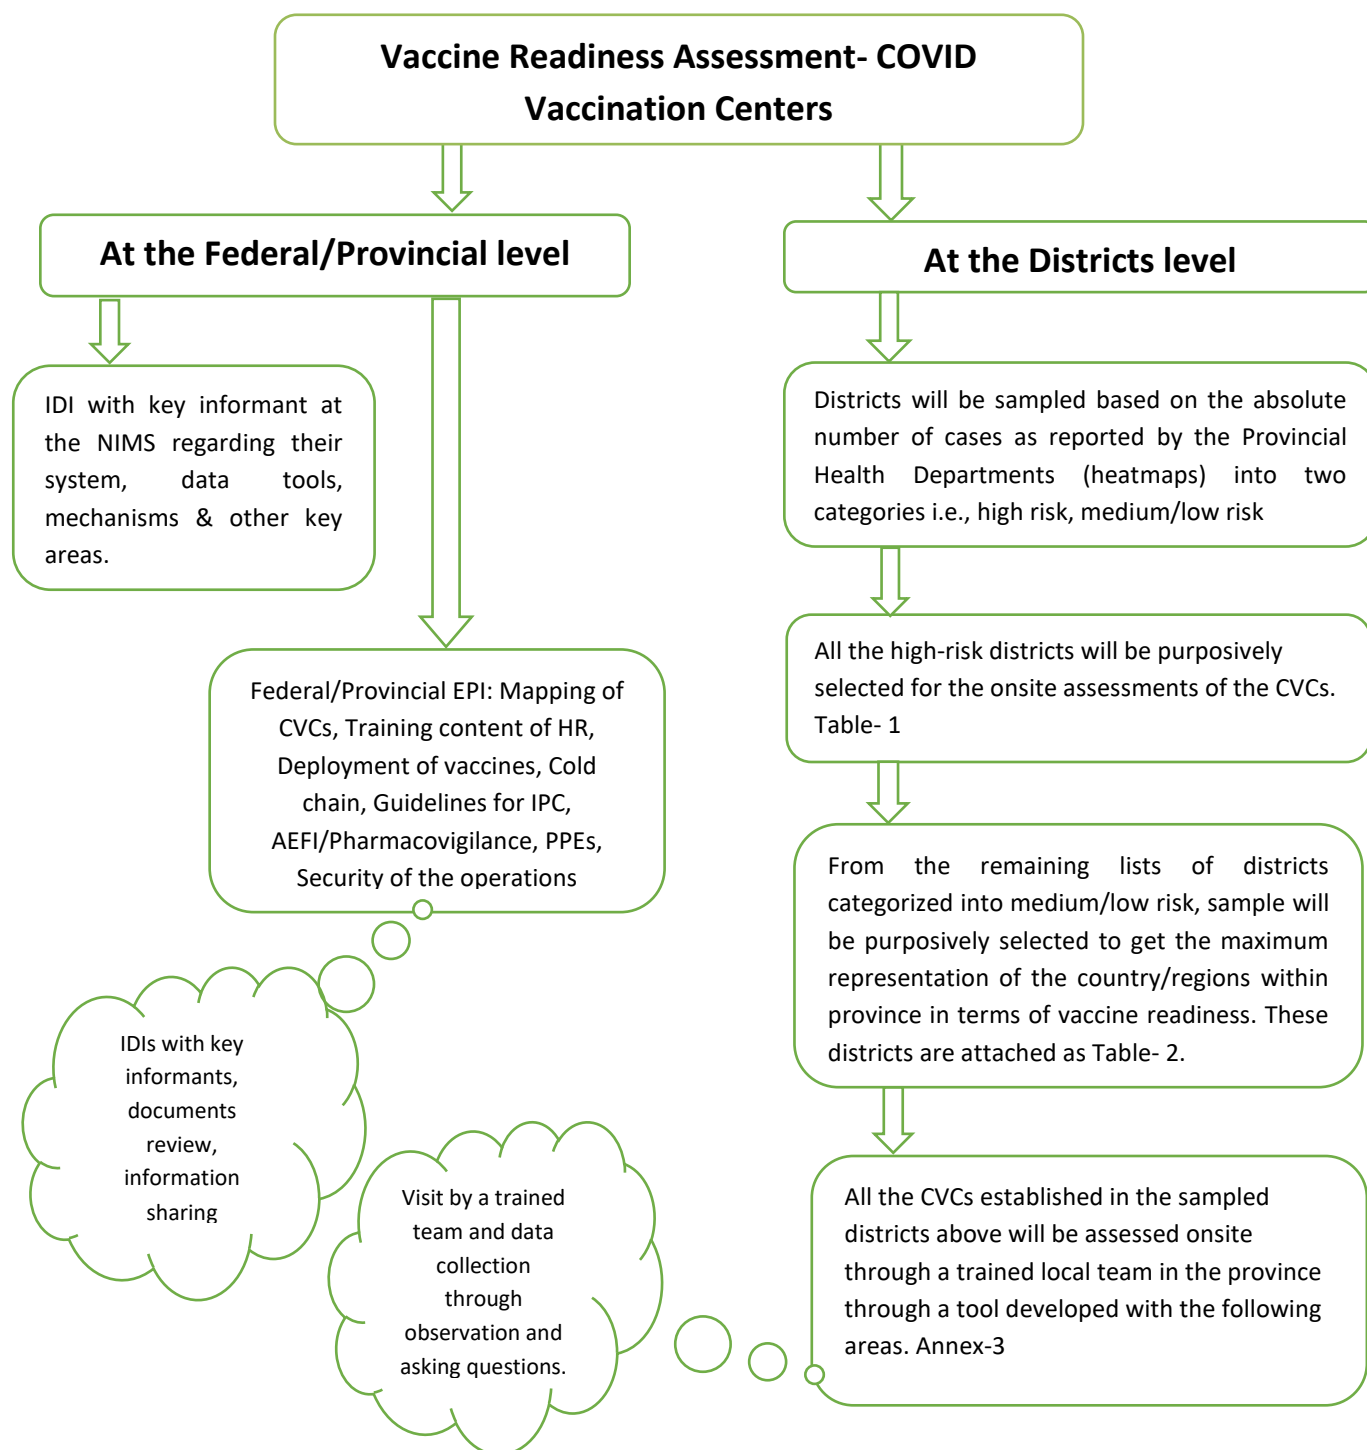 Vaccine Readiness Assessment- COVID
Vaccination Centers
At the Federal/Provincial level
IDI with key informant at
the NIMS regarding their
system, data tools,
mechanisms & other key
areas.
Federal/Provincial EPI: Mapping of
CVCs, Training content of HR,
Deployment of vaccines, Cold
chain, Guidelines for IPC,
AEFI/Pharmacovigilance, PPEs,
Security of the operations
IDIs with key
informants,
documents
review,
information
sharing
At the Districts level
Districts will be sampled based on the absolute
number of cases as reported by the Provincial
Health Departments (heatmaps) into two
categories i.e., high risk, medium/low risk
All the high-risk districts will be purposively
selected for the onsite assessments of the CVCs.
Table- 1
From the remaining lists of districts
categorized into medium/low risk, sample will
be purposively selected to get the maximum
representation of the country/regions within
province in terms of vaccine readiness. These
districts are attached as Table- 2.
All the CVCs established in the sampled
districts above will be assessed onsite
through a trained local team in the province
through a tool developed with the following
areas. Annex-3
Visit by a trained
team and data
collection
through
observation and
asking questions.